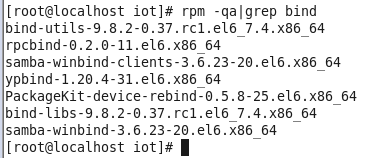 [root@localhost iot]# rpm -qa|grep bind
bind-utils-9.8.2-0.37.rc1.el6_7.4.x86_64
rpcbind-0.2.0-11.el6.x86_64
samba-winbind-clients-3.6.23-20.el6.x86_64
ypbind-1.20.4-31.el6.x86_64
PackageKit-device-rebind-0.5.8-25.el6.x86_64
bind-libs-9.8.2-0.37.rc1.el6_7.4.x86_64
samba-winbind-3.6.23-20.el6.x86_64
[root@localhost iot]#